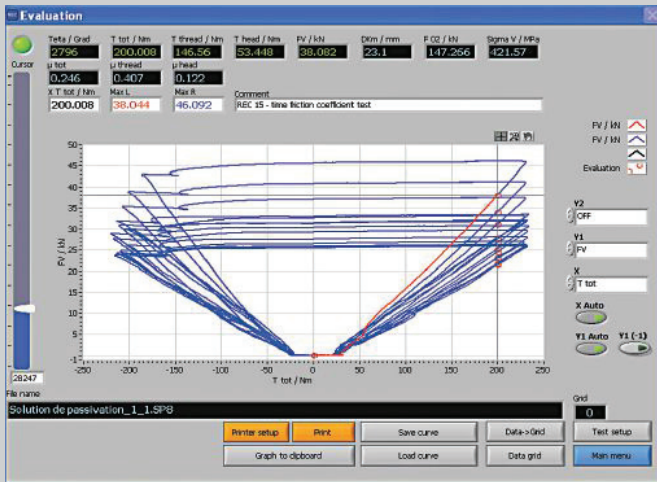 Evaluation
Teta / Grad T tot / Nm T thread / Nm T head / Nm FV / kN DKm / mm F 02 / kN Sigma V / MPa
2796 200.008 146.56 53.448 38.082 23.1 147.266 421.57
Cursor µ tot µ thread µ head
0.246 0.407 0.122
X T tot / Nm Max L Max R Comment
200.008 38.044 46.092 REC 15 - time friction coefficient test
FV / kN
FV / kN
Evaluation
50
45
40
35
30
25
20
15
10
5
-1
FV / kN
-250 -200 -150 -100 -50 0 50 100 150 200 250
T tot / Nm
Y2
OFF
Y1
FV
X
T tot
X Auto
Y1 Auto Y1 (-1)
28247
File name Grid
Solution de passivation_1_1.SP8 0
Printer setup Print Save curve Data->Grid Test setup
Graph to clipboard Load curve Data grid Main menu